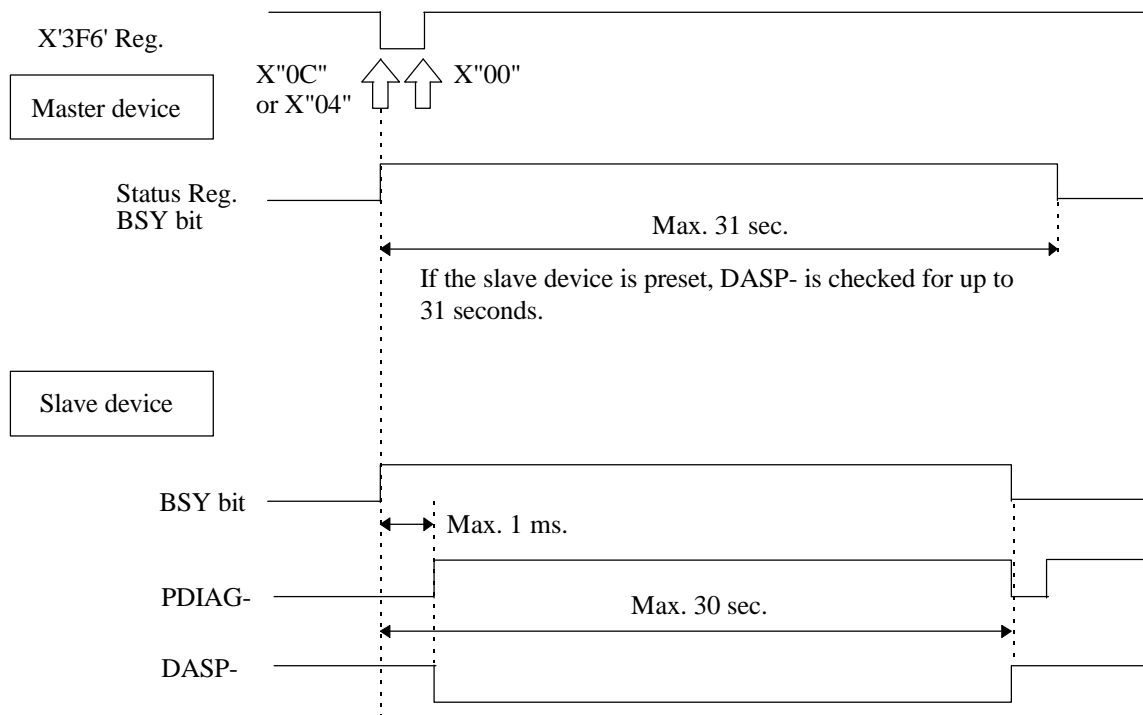 X'3F6' Reg.
X"0C"
or X"04"
X"00"
Master device
Status Reg.
BSY bit
Max. 31 sec.
If the slave device is preset, DASP- is checked for up to
31 seconds.
Slave device
BSY bit
Max. 1 ms.
PDIAG-
Max. 30 sec.
DASP-